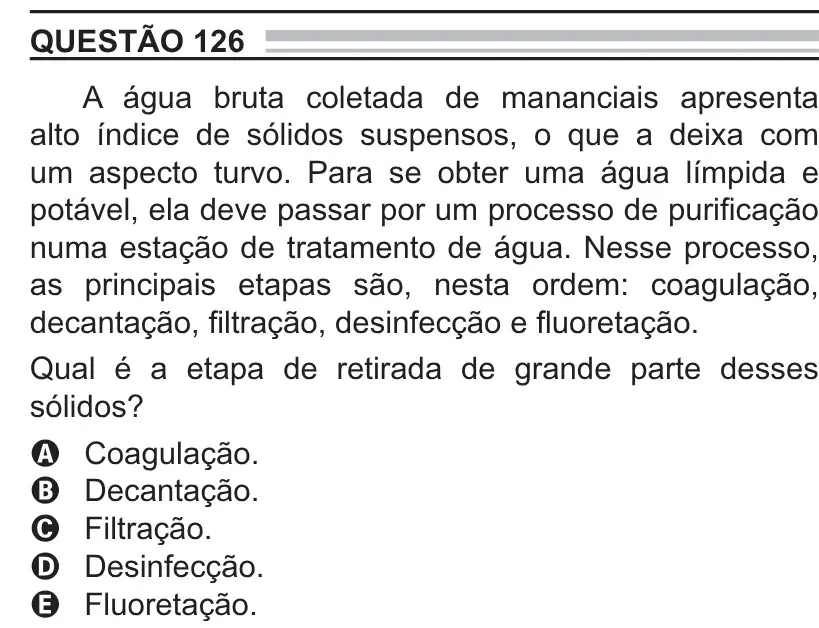 QUESTÃO 126
A água bruta coletada de mananciais apresenta
alto índice de sólidos suspensos, o que a deixa com
um aspecto turvo. Para se obter uma água límpida e
potável, ela deve passar por um processo de purificação
numa estação de tratamento de água. Nesse processo,
as principais etapas são, nesta ordem: coagulação,
decantação, filtração, desinfecção e fluoretação.
Qual é a etapa de retirada de grande parte desses
sólidos?
A Coagulação.
B Decantação.
C Filtração.
D Desinfecção.
E Fluoretação.